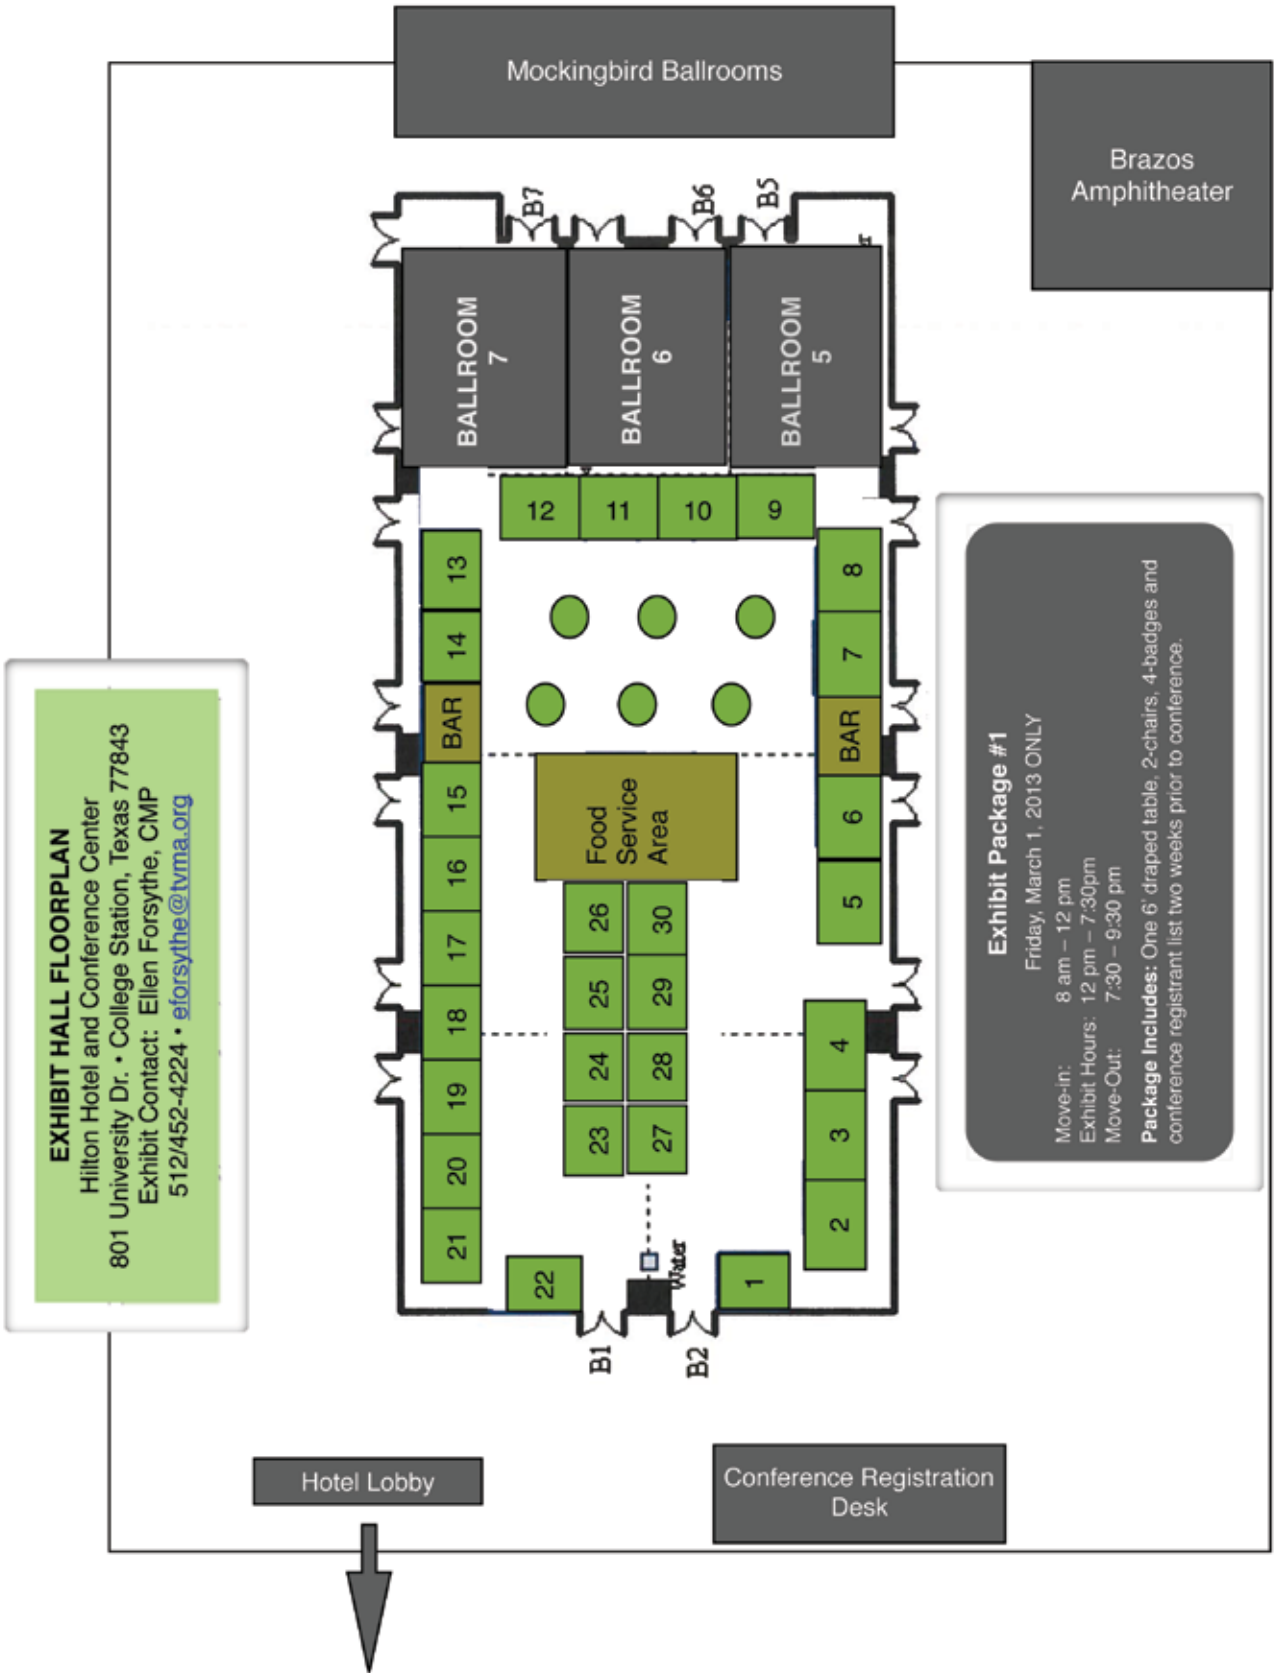 Mockingbird Ballrooms
Brazos
Amphitheater
B7
B6
B5
BALLROOM
7
BALLROOM
6
BALLROOM
5
12
11
10
9
13
14
BAR
15
16
17
18
19
20
21
22
8
7
BAR
6
5
4
3
2
1
Food
Service
Area
26
30
25
29
24
28
23
27
Water
B1
B2
EXHIBIT HALL FLOORPLAN
Hilton Hotel and Conference Center
801 University Dr. • College Station, Texas 77843
Exhibit Contact: Ellen Forsythe, CMP
512/452-4224 • eforsythe@tvma.org
Exhibit Package #1
Friday, March 1, 2013 ONLY
Move-in: 8 am – 12 pm
Exhibit Hours: 12 pm – 7:30pm
Move-Out: 7:30 – 9:30 pm
Package Includes: One 6' draped table, 2-chairs, 4-badges and
conference registrant list two weeks prior to conference.
Hotel Lobby
Conference Registration
Desk